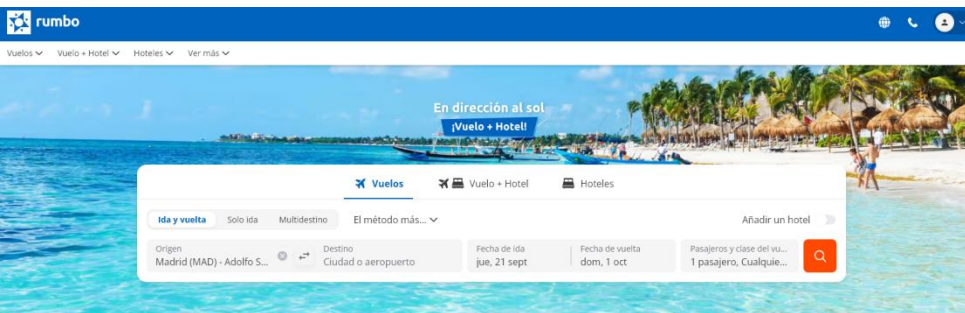 rumbo
Vuelos
Vuelo + Hotel
Hoteles
Ver más
En dirección al sol
¡Vuelo + Hotel!
Vuelos
Vuelo + Hotel
Hoteles
Ida y vuelta
Solo ida
Multidestino
El método más...
Añadir un hotel
Origen
Madrid (MAD) - Adolfo S...
Destino
Ciudad o aeropuerto
Fecha de ida
jue, 21 sept
Fecha de vuelta
dom, 1 oct
Pasajeros y clase del vu...
1 pasajero, Cualquie...